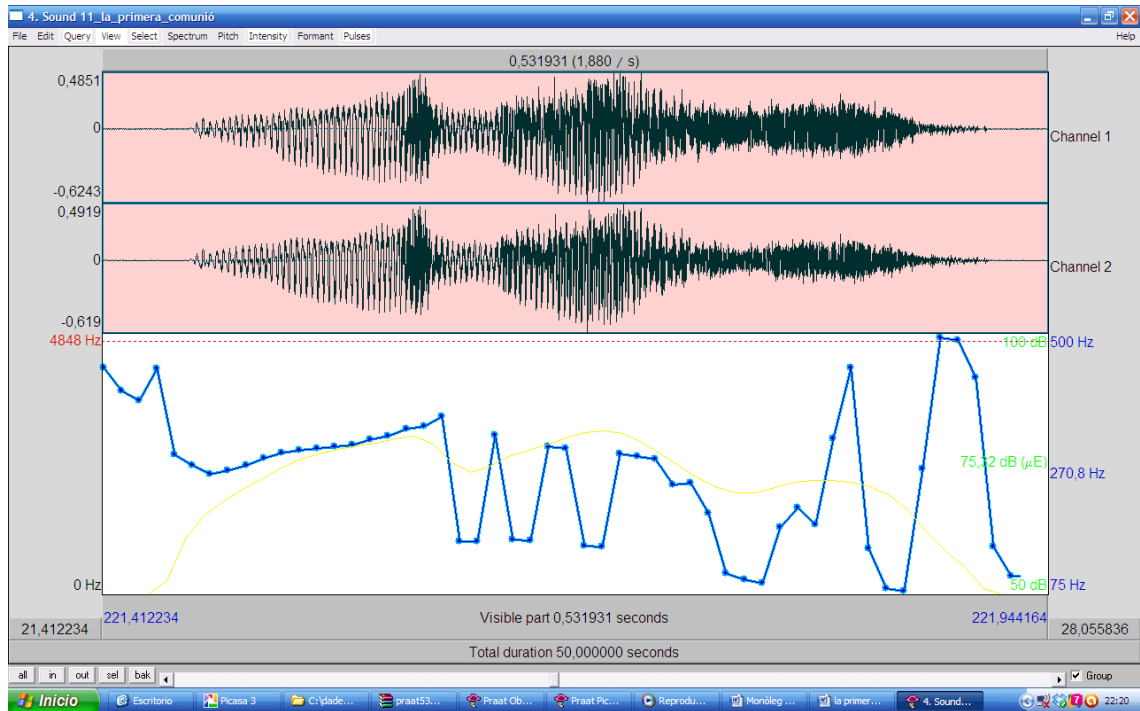 4. Sound 11_la_primera_comunió
File Edit Query View Select Spectrum Pitch Intensity Formant Pulses Help
0,531931 (1,880 / s)
0,4851
0
Channel 1
-0,6243
0,4919
0
Channel 2
-0,619
4848 Hz
100 dB
500 Hz
75,32 dB (µE)
270,8 Hz
0 Hz
50 dB
75 Hz
221,412234
Visible part 0,531931 seconds
221,944164
21,412234
28,055836
Total duration 50,000000 seconds
all in out sel bak
Group
Inicio Escritorio Picasa 3 C:\dade... praat53... Praat Ob... Praat Pic... Reprodu... Monòleg ... la primer... 4. Sound... 22:20